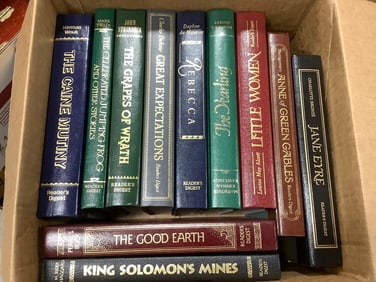 Herman Wouk
THE CAINE MUTINY
Reader's Digest
MARK TWAIN
THE CELEBRATED JUMPING FROG
AND OTHER STORIES
READER'S DIGEST
JOHN STEINBECK
THE GRAPES OF WRATH
READER'S DIGEST
Charles Dickens
GREAT EXPECTATIONS
Reader's Digest
Daphne
du Maurier
REBECCA
READER'S DIGEST
The Yearling
LITTLE WOMEN
Louisa May Alcott
Reader's Digest
ANNE OF GREEN GABLES
Reader's Digest
CHARLOTTE BRONTË
JANE EYRE
READER'S DIGEST
THE GOOD EARTH
READER'S
DIGEST
KING SOLOMON'S MINES
READER'S
DIGEST